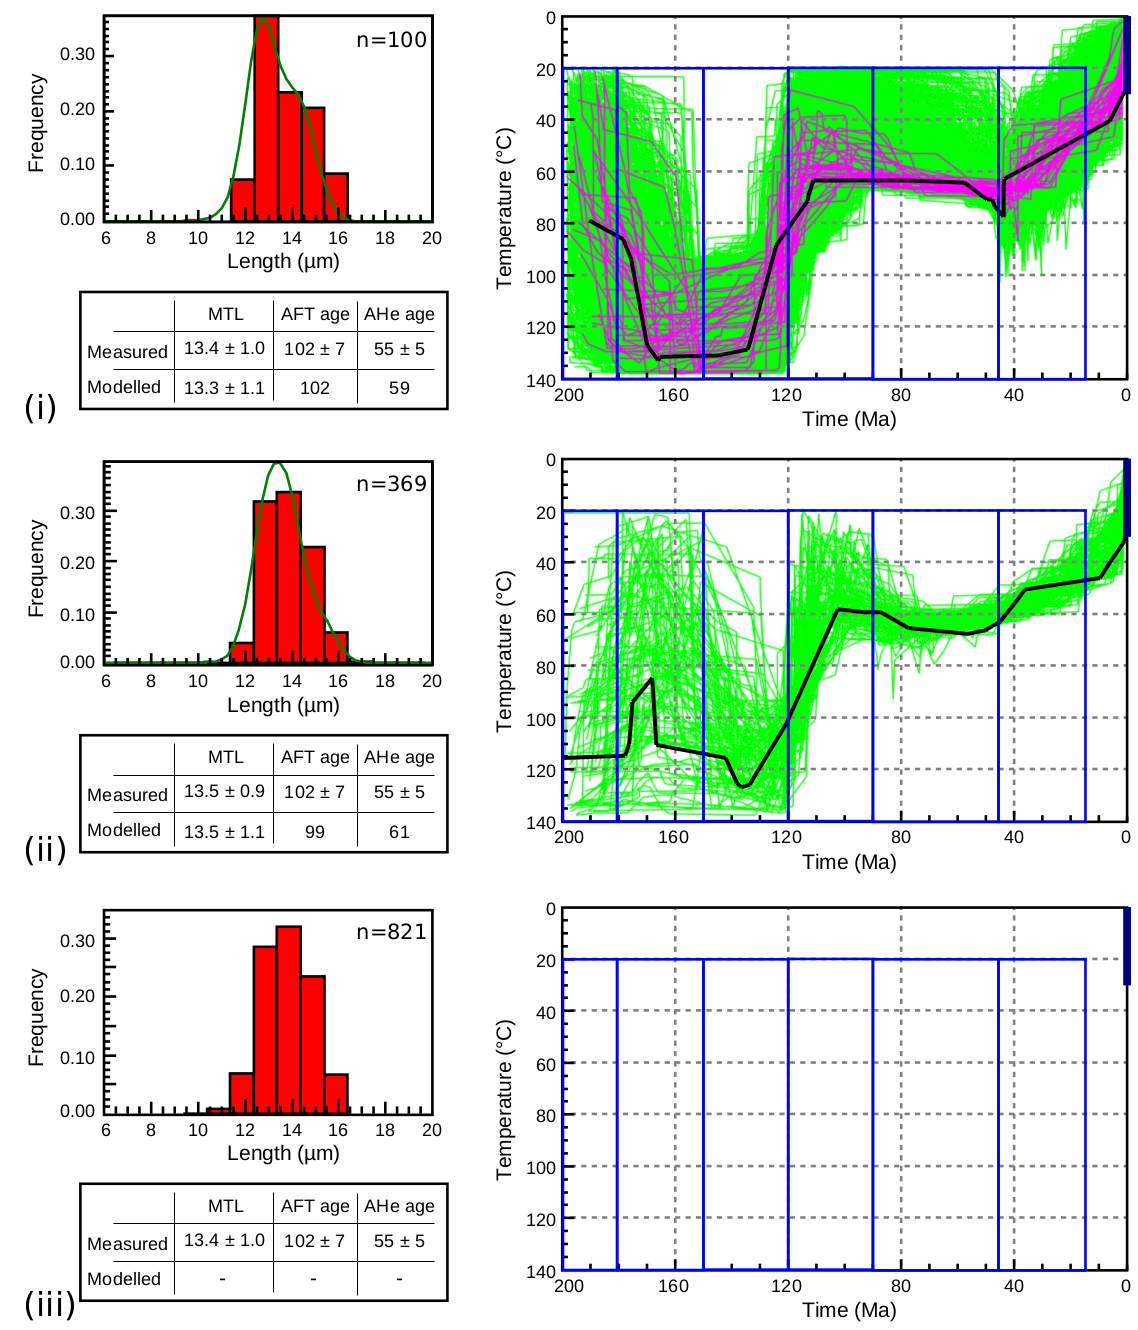 n=100
Frequency
0.30
0.20
0.10
0.00
6 8 10 12 14 16 18 20
Length (µm)
MTL AFT age AHe age
Measured 13.4 ± 1.0 102 ± 7 55 ± 5
Modelled 13.3 ± 1.1 102 59
(i)
Temperature (°C)
0
20
40
60
80
100
120
140
200 160 120 80 40 0
Time (Ma)
n=369
Frequency
0.30
0.20
0.10
0.00
6 8 10 12 14 16 18 20
Length (µm)
MTL AFT age AHe age
Measured 13.5 ± 0.9 102 ± 7 55 ± 5
Modelled 13.5 ± 1.1 99 61
(ii)
Temperature (°C)
0
20
40
60
80
100
120
140
200 160 120 80 40 0
Time (Ma)
n=821
Frequency
0.30
0.20
0.10
0.00
6 8 10 12 14 16 18 20
Length (µm)
MTL AFT age AHe age
Measured 13.4 ± 1.0 102 ± 7 55 ± 5
Modelled - - -
(iii)
Temperature (°C)
0
20
40
60
80
100
120
140
200 160 120 80 40 0
Time (Ma)